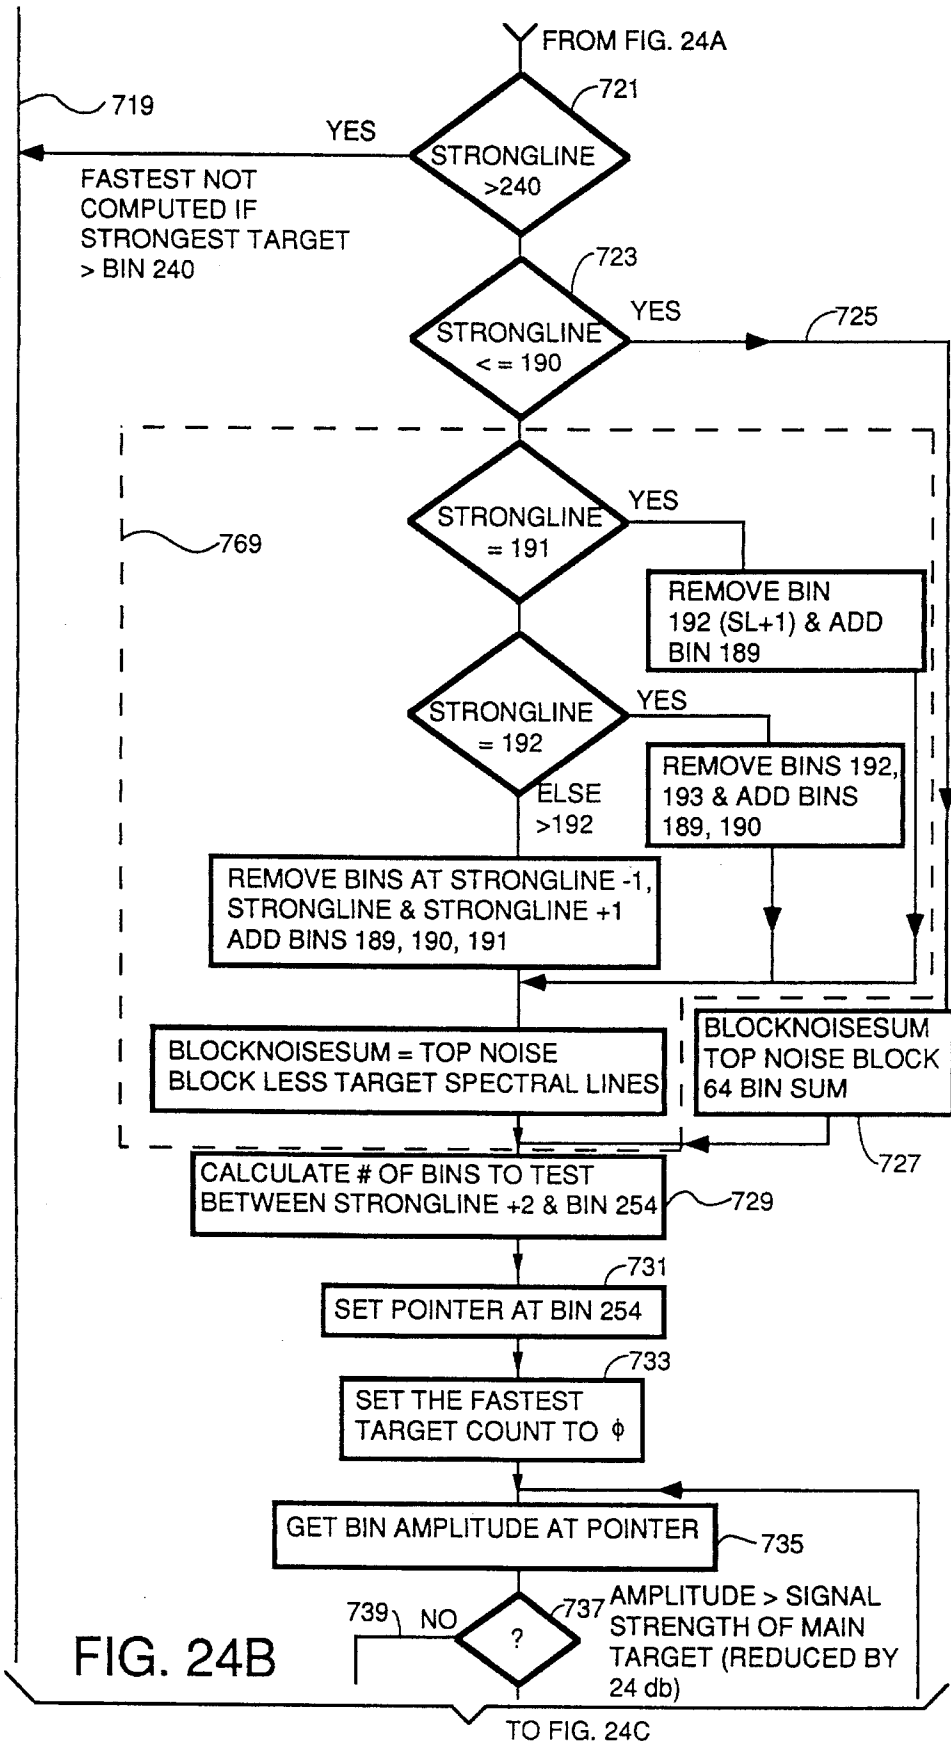 FROM FIG. 24A
721
719
YES
STRONGLINE
>240
FASTEST NOT
COMPUTED IF
STRONGEST TARGET
> BIN 240
723
YES
725
STRONGLINE
< = 190
YES
STRONGLINE
= 191
769
REMOVE BIN
192 (SL+1) & ADD
BIN 189
YES
STRONGLINE
= 192
REMOVE BINS 192,
193 & ADD BINS
189, 190
ELSE
>192
REMOVE BINS AT STRONGLINE -1,
STRONGLINE & STRONGLINE +1
ADD BINS 189, 190, 191
BLOCKNOISESUM
TOP NOISE BLOCK
64 BIN SUM
BLOCKNOISESUM = TOP NOISE
BLOCK LESS TARGET SPECTRAL LINES
727
CALCULATE # OF BINS TO TEST
BETWEEN STRONGLINE +2 & BIN 254
729
731
SET POINTER AT BIN 254
733
SET THE FASTEST
TARGET COUNT TO ϕ
GET BIN AMPLITUDE AT POINTER
735
739
NO
?
737
AMPLITUDE > SIGNAL
STRENGTH OF MAIN
TARGET (REDUCED BY
24 db)
FIG. 24B
TO FIG. 24C